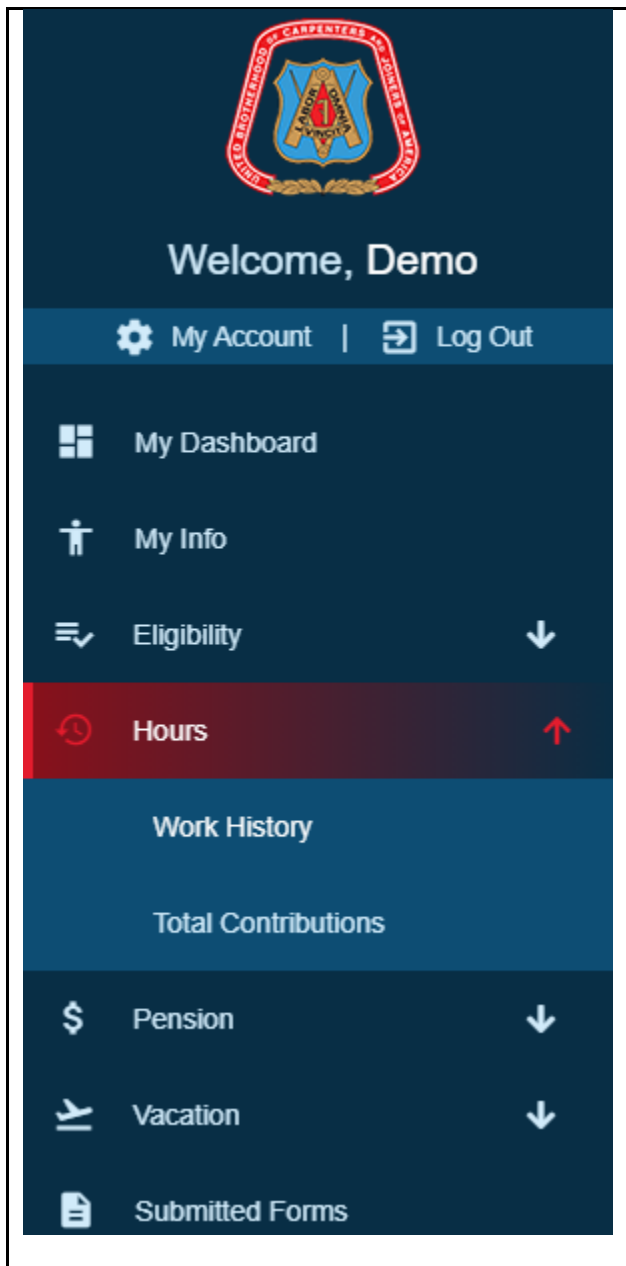 UNITED BROTHERHOOD OF CARPENTERS AND JOINERS OF AMERICA
LABOR OMNIA VINCIT
Welcome, Demo
My Account | Log Out
My Dashboard
My Info
Eligibility
Hours
Work History
Total Contributions
Pension
Vacation
Submitted Forms